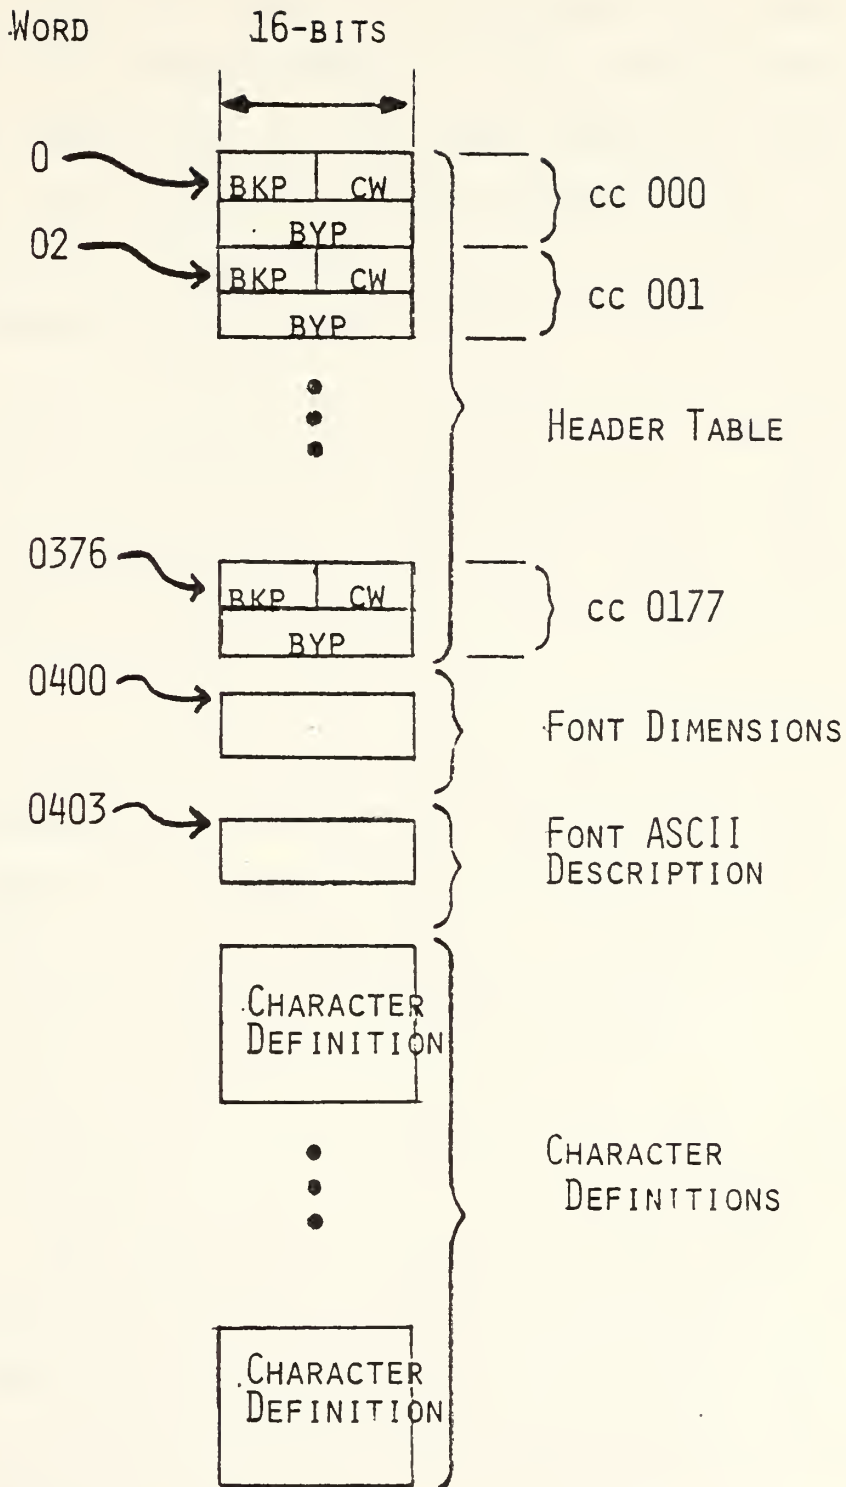 WORD 16-BITS
0 BKP CW
BYP
cc 000
02 BKP CW
BYP
cc 001
HEADER TABLE
0376 BKP CW
BYP
cc 0177
0400
FONT DIMENSIONS
0403
FONT ASCII
DESCRIPTION
CHARACTER
DEFINITION
CHARACTER
DEFINITIONS
CHARACTER
DEFINITION